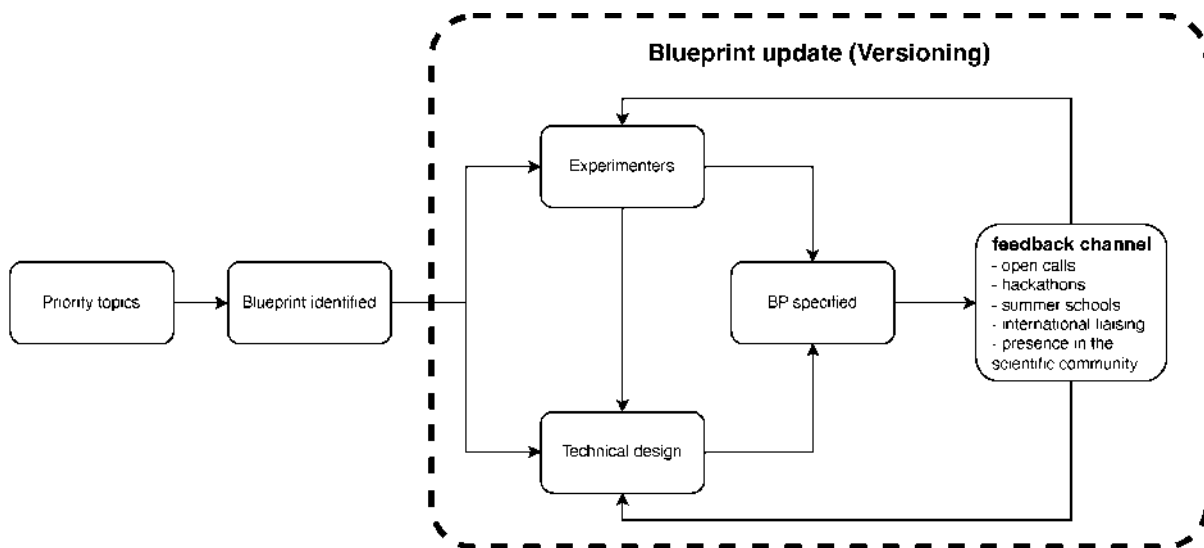 Blueprint update (Versioning)
Experimenters
Priority topics
Blueprint identified
BP specified
feedback channel
- open calls
- hackathons
- summer schools
- international liaising
- presence in the
scientific community
Technical design